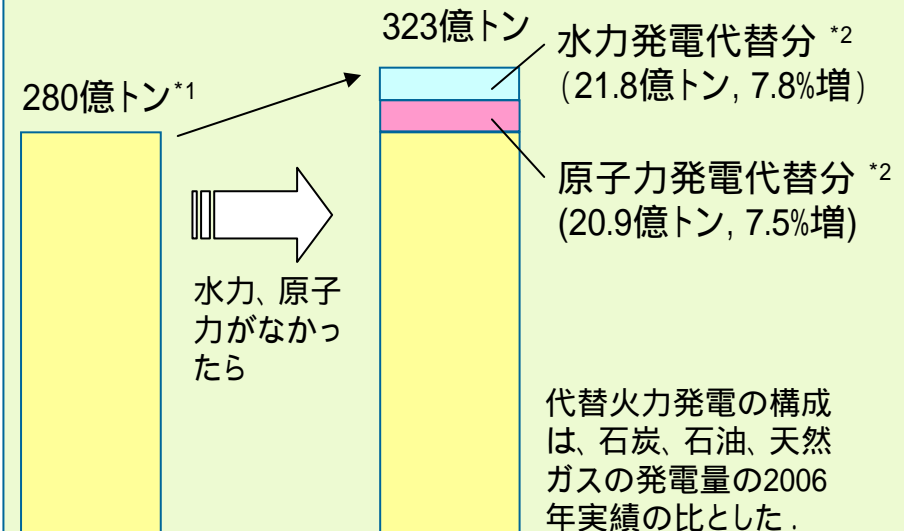 323億トン
水力発電代替分 *2
(21.8億トン, 7.8%増)
280億トン*1
原子力発電代替分 *2
(20.9億トン, 7.5%増)
水力、原子
力がなかっ
たら
代替火力発電の構成
は、石炭、石油、天然
ガスの発電量の2006
年実績の比とした.